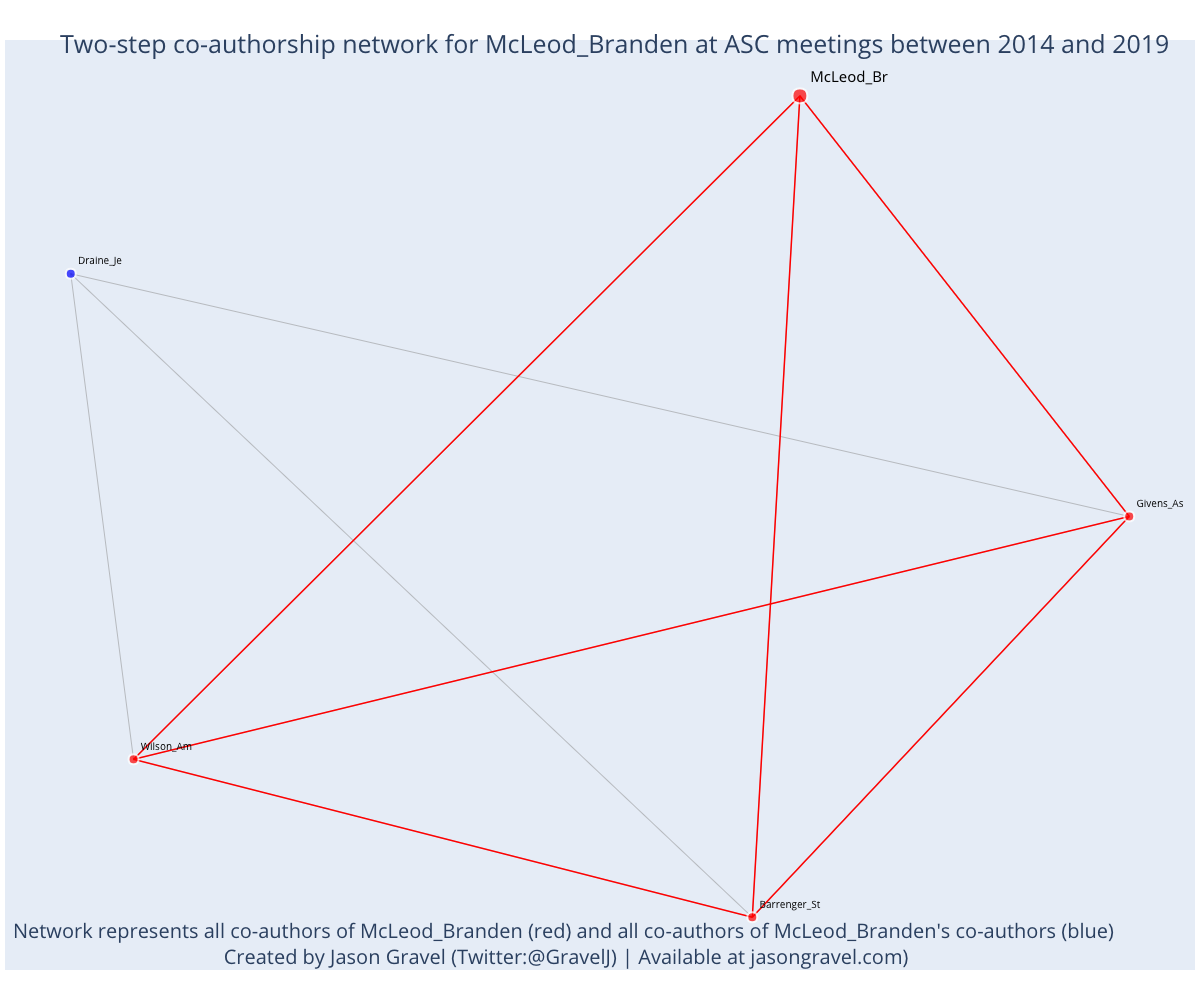 Two-step co-authorship network for McLeod_Branden at ASC meetings between 2014 and 2019
McLeod_Br
Draine_Je
Givens_As
Wilson_Am
Barrenger_St
Network represents all co-authors of McLeod_Branden (red) and all co-authors of McLeod_Branden's co-authors (blue)
Created by Jason Gravel (Twitter:@GravelJ) | Available at jasongravel.com)